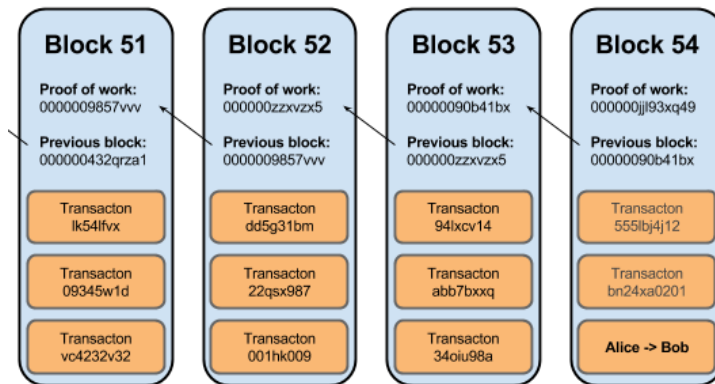 Block 51
Proof of work:
0000009857vvv
Previous block:
000000432qrza1
Transacton
lk54lfvx
Transacton
09345w1d
Transacton
vc4232v32
Block 52
Proof of work:
000000zzxvzx5
Previous block:
0000009857vvv
Transacton
dd5g31bm
Transacton
22qsx987
Transacton
001hk009
Block 53
Proof of work:
00000090b41bx
Previous block:
000000zzxvzx5
Transacton
94lxcv14
Transacton
abb7bxxq
Transacton
34oiu98a
Block 54
Proof of work:
000000jjl93xq49
Previous block:
00000090b41bx
Transacton
555lbj4j12
Transacton
bn24xa0201
Alice -> Bob